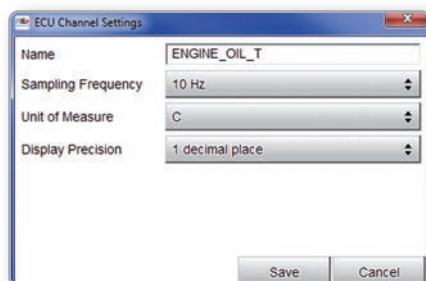 ECU Channel Settings
Name ENGINE_OIL_T
Sampling Frequency 10 Hz
Unit of Measure C
Display Precision 1 decimal place
Save Cancel